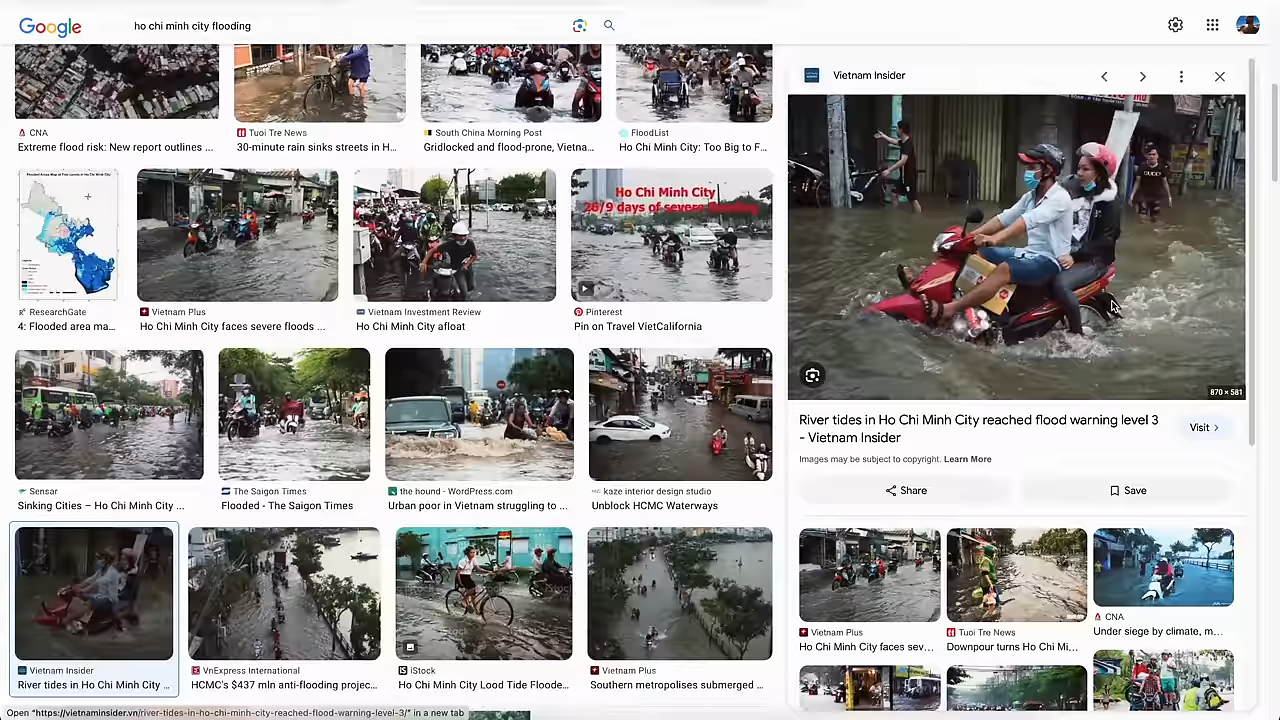 Google
ho chi minh city flooding
CNA
Extreme flood risk: New report outlines ...
Tuoi Tre News
30-minute rain sinks streets in H...
South China Morning Post
Gridlocked and flood-prone, Vietna...
FloodList
Ho Chi Minh City: Too Big to F...
ResearchGate
4: Flooded area ma...
Vietnam Plus
Ho Chi Minh City faces severe floods ...
Vietnam Investment Review
Ho Chi Minh City afloat
Ho Chi Minh City
26/9 days of severe flooding
Pinterest
Pin on Travel VietCalifornia
Sensar
Sinking Cities – Ho Chi Minh City ...
The Saigon Times
Flooded - The Saigon Times
the hound - WordPress.com
Urban poor in Vietnam struggling to ...
kaze interior design studio
Unblock HCMC Waterways
Vietnam Insider
River tides in Ho Chi Minh City ...
VnExpress International
HCMC's $437 mln anti-flooding projec...
iStock
Ho Chi Minh City Lood Tide Floode...
Vietnam Plus
Southern metropolises submerged ...
Open "https://vietnaminsider.vn/river-tides-in-ho-chi-minh-city-reached-flood-warning-level-3/" in a new tab
Vietnam Insider
GUCCI
870 × 581
River tides in Ho Chi Minh City reached flood warning level 3
- Vietnam Insider
Visit
Images may be subject to copyright. Learn More
Share
Save
Vietnam Plus
Ho Chi Minh City faces sev...
Tuoi Tre News
Downpour turns Ho Chi Mi...
CNA
Under siege by climate, m...